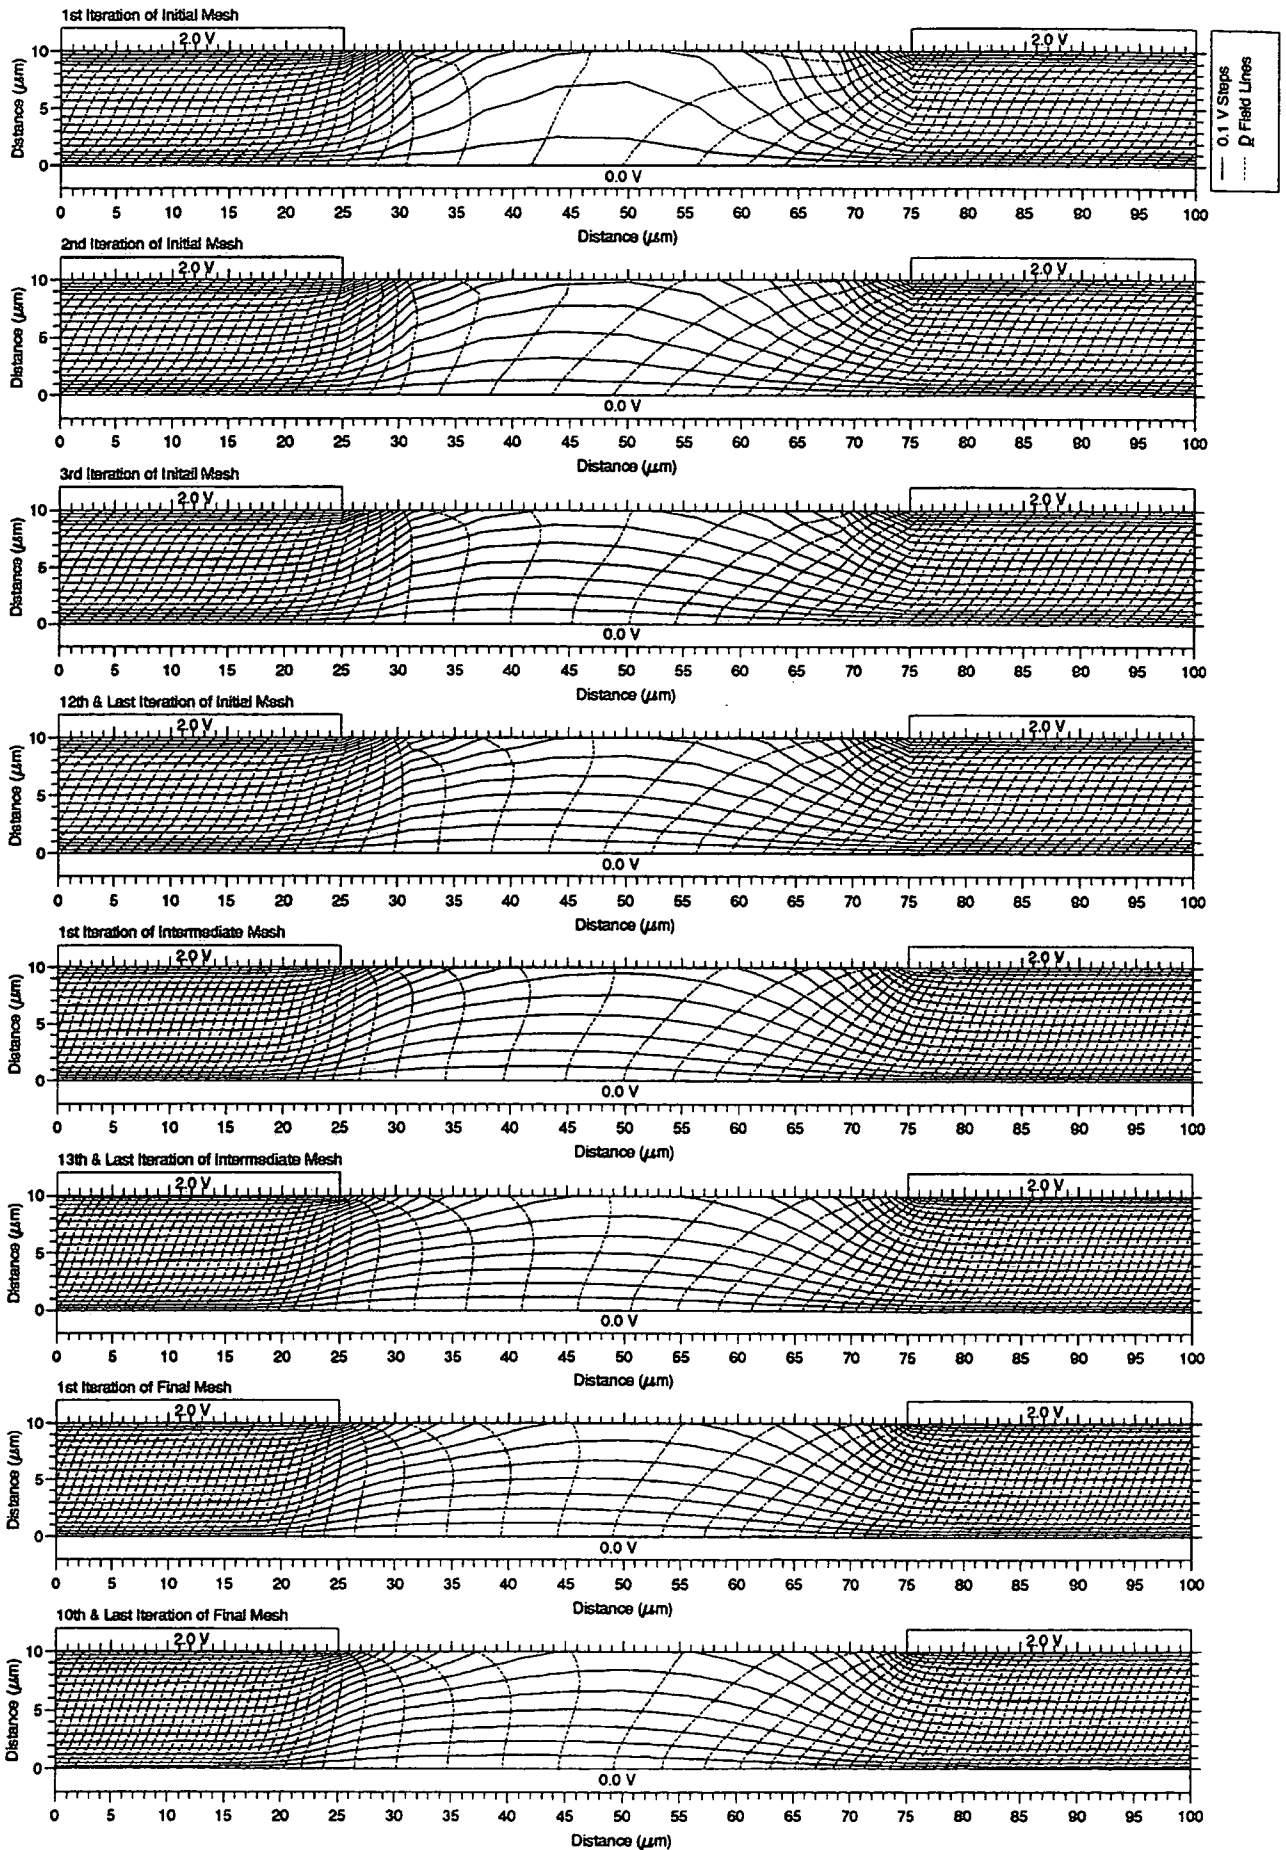 1st Iteration of Initial Mesh
2.0 V
2.0 V
10
5
0
Distance (μm)
0.0 V
0 5 10 15 20 25 30 35 40 45 50 55 60 65 70 75 80 85 90 95 100
Distance (μm)
0.1 V Steps
D Field Lines
2nd Iteration of Initial Mesh
2.0 V
2.0 V
10
5
0
Distance (μm)
0.0 V
0 5 10 15 20 25 30 35 40 45 50 55 60 65 70 75 80 85 90 95 100
Distance (μm)
3rd Iteration of Initail Mesh
2.0 V
2.0 V
10
5
0
Distance (μm)
0.0 V
0 5 10 15 20 25 30 35 40 45 50 55 60 65 70 75 80 85 90 95 100
Distance (μm)
12th & Last Iteration of Initial Mesh
2.0 V
2.0 V
10
5
0
Distance (μm)
0.0 V
0 5 10 15 20 25 30 35 40 45 50 55 60 65 70 75 80 85 90 95 100
Distance (μm)
1st Iteration of Intermediate Mesh
2.0 V
2.0 V
10
5
0
Distance (μm)
0.0 V
0 5 10 15 20 25 30 35 40 45 50 55 60 65 70 75 80 85 90 95 100
Distance (μm)
13th & Last Iteration of Intermediate Mesh
2.0 V
2.0 V
10
5
0
Distance (μm)
0.0 V
0 5 10 15 20 25 30 35 40 45 50 55 60 65 70 75 80 85 90 95 100
Distance (μm)
1st Iteration of Final Mesh
2.0 V
2.0 V
10
5
0
Distance (μm)
0.0 V
0 5 10 15 20 25 30 35 40 45 50 55 60 65 70 75 80 85 90 95 100
Distance (μm)
10th & Last Iteration of Final Mesh
2.0 V
2.0 V
10
5
0
Distance (μm)
0.0 V
0 5 10 15 20 25 30 35 40 45 50 55 60 65 70 75 80 85 90 95 100
Distance (μm)